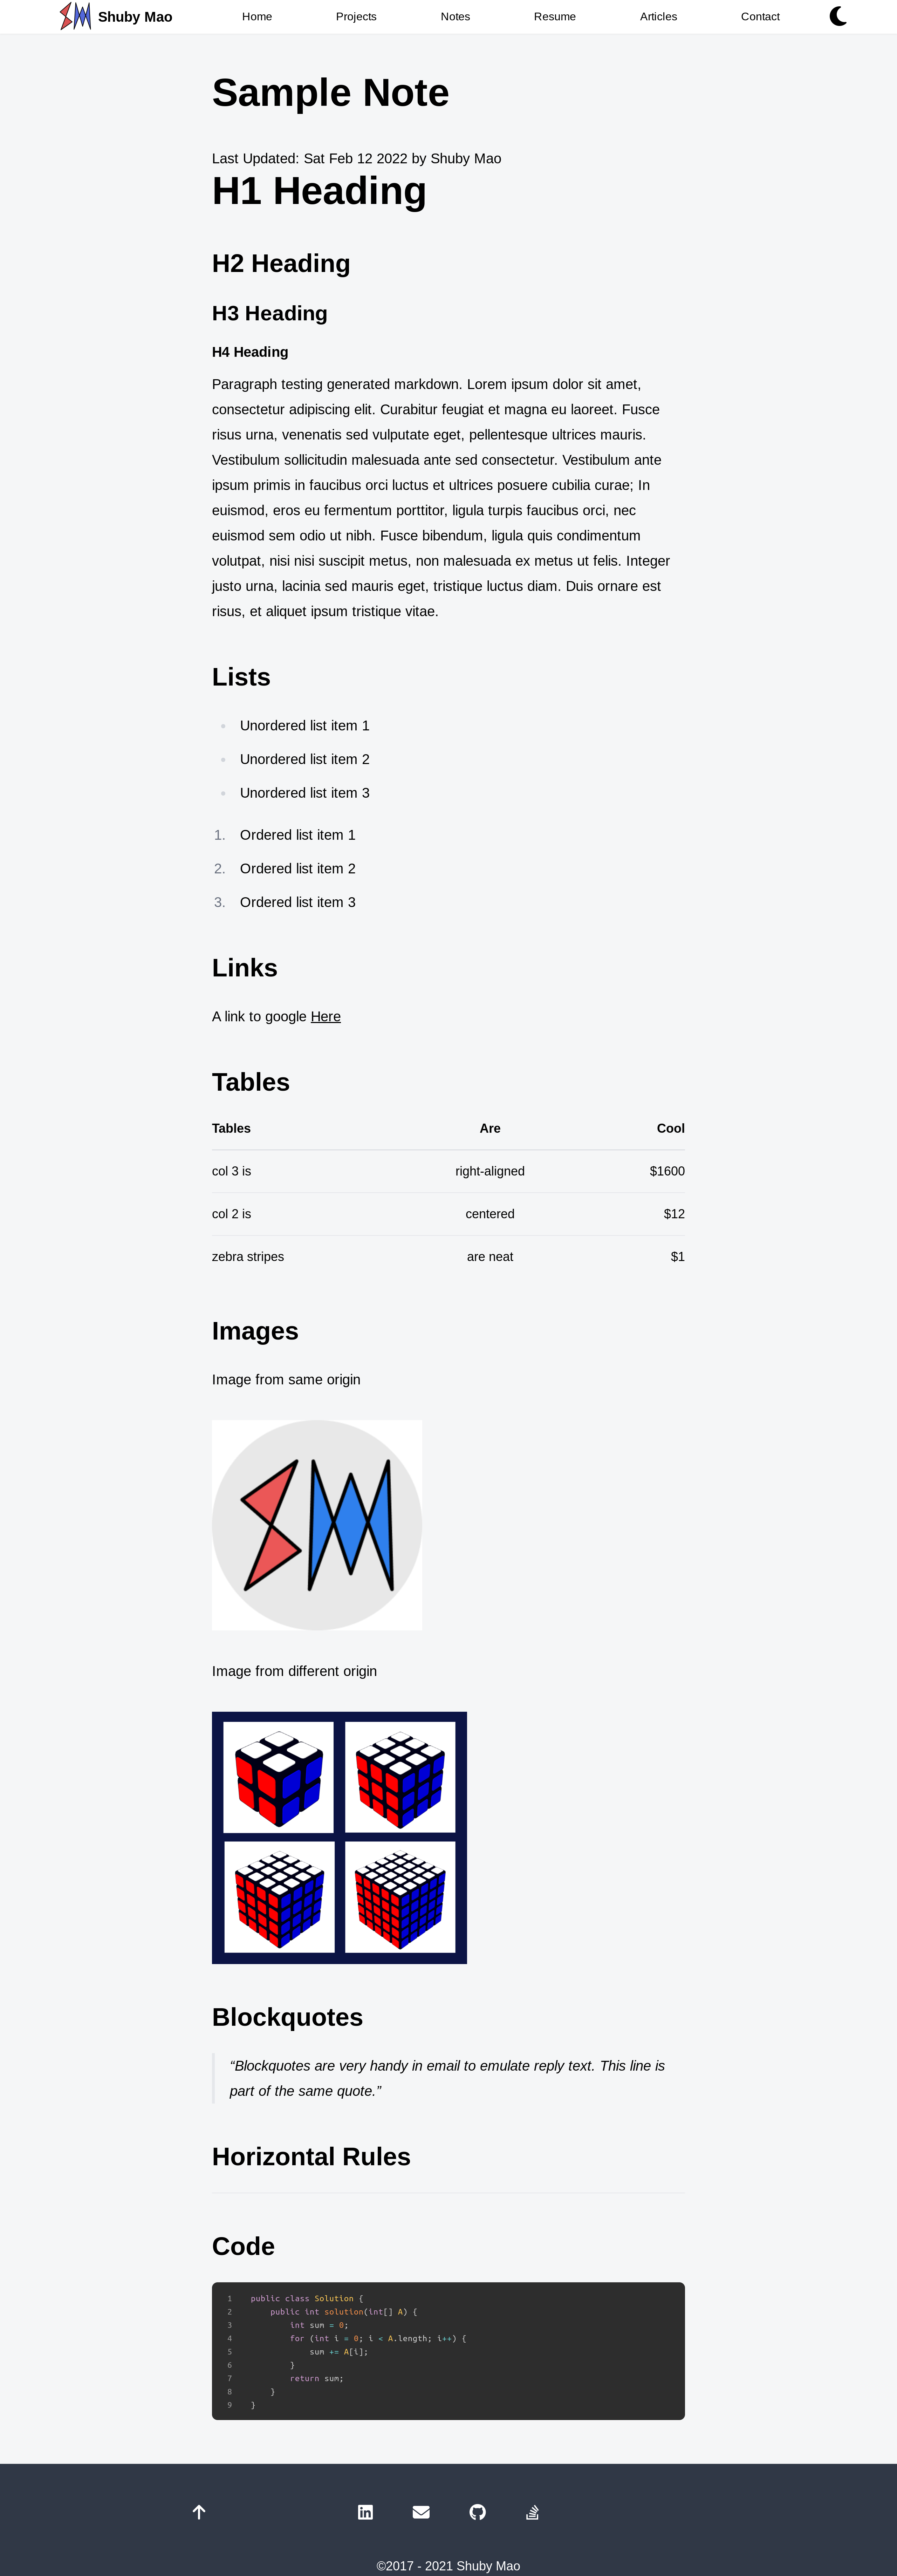 Shuby Mao Home Projects Notes Resume Articles Contact
Sample Note
Last Updated: Sat Feb 12 2022 by Shuby Mao
H1 Heading
H2 Heading
H3 Heading
H4 Heading
Paragraph testing generated markdown. Lorem ipsum dolor sit amet,
consectetur adipiscing elit. Curabitur feugiat et magna eu laoreet. Fusce
risus urna, venenatis sed vulputate eget, pellentesque ultrices mauris.
Vestibulum sollicitudin malesuada ante sed consectetur. Vestibulum ante
ipsum primis in faucibus orci luctus et ultrices posuere cubilia curae; In
euismod, eros eu fermentum porttitor, ligula turpis faucibus orci, nec
euismod sem odio ut nibh. Fusce bibendum, ligula quis condimentum
volutpat, nisi nisi suscipit metus, non malesuada ex metus ut felis. Integer
justo urna, lacinia sed mauris eget, tristique luctus diam. Duis ornare est
risus, et aliquet ipsum tristique vitae.
Lists
• Unordered list item 1
• Unordered list item 2
• Unordered list item 3
1. Ordered list item 1
2. Ordered list item 2
3. Ordered list item 3
Links
A link to google Here
Tables
Tables Are Cool
col 3 is right-aligned $1600
col 2 is centered $12
zebra stripes are neat $1
Images
Image from same origin
SM
Image from different origin
Blockquotes
“Blockquotes are very handy in email to emulate reply text. This line is
part of the same quote.”
Horizontal Rules
Code
1 public class Solution {
2 public int solution(int[] A) {
3 int sum = 0;
4 for (int i = 0; i < A.length; i++) {
5 sum += A[i];
6 }
7 return sum;
8 }
9 }
©2017 - 2021 Shuby Mao